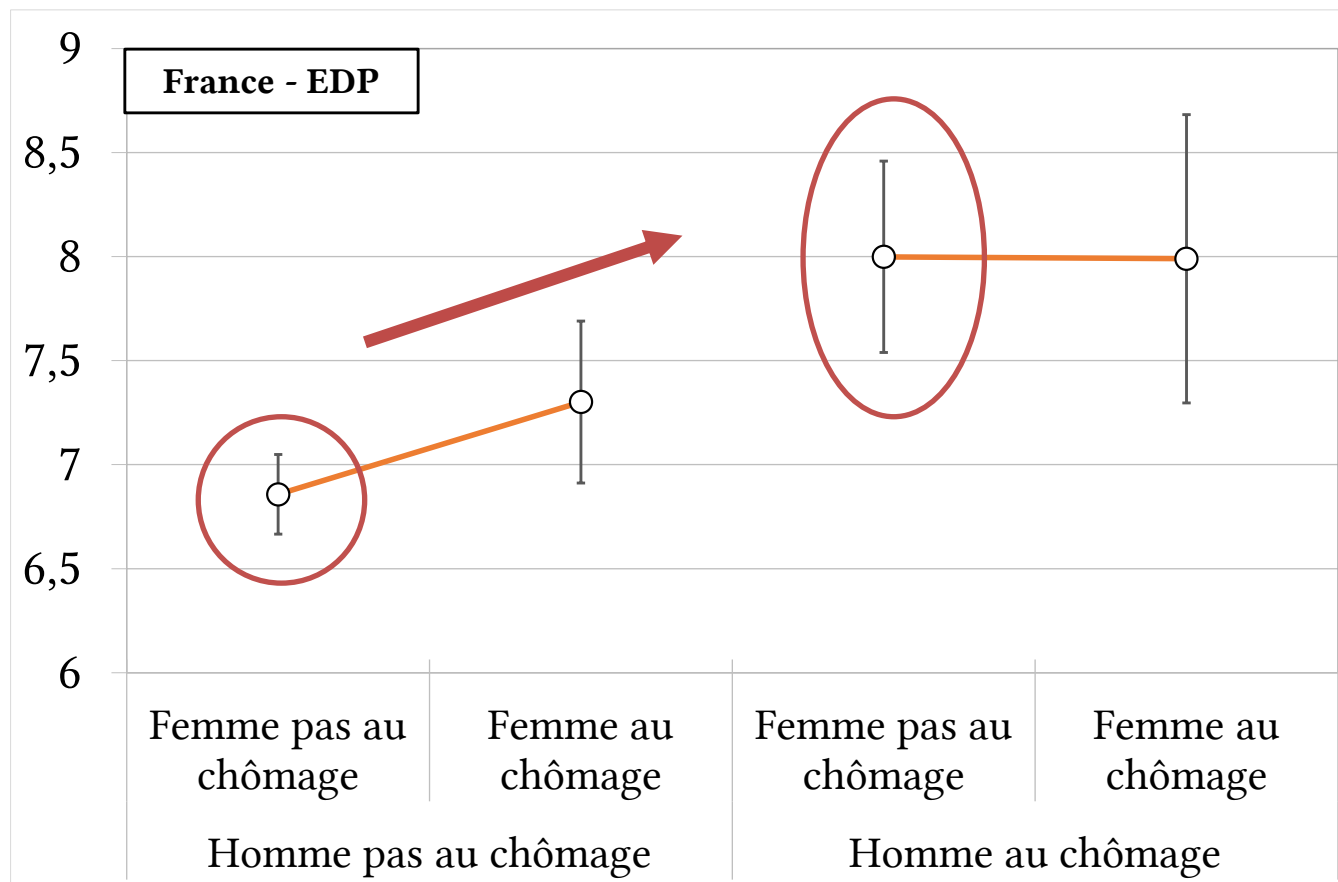 9
France - EDP
8,5
8
7,5
7
6,5
6
Femme pas au
chômage
Femme au
chômage
Femme pas au
chômage
Femme au
chômage
Homme pas au chômage
Homme au chômage